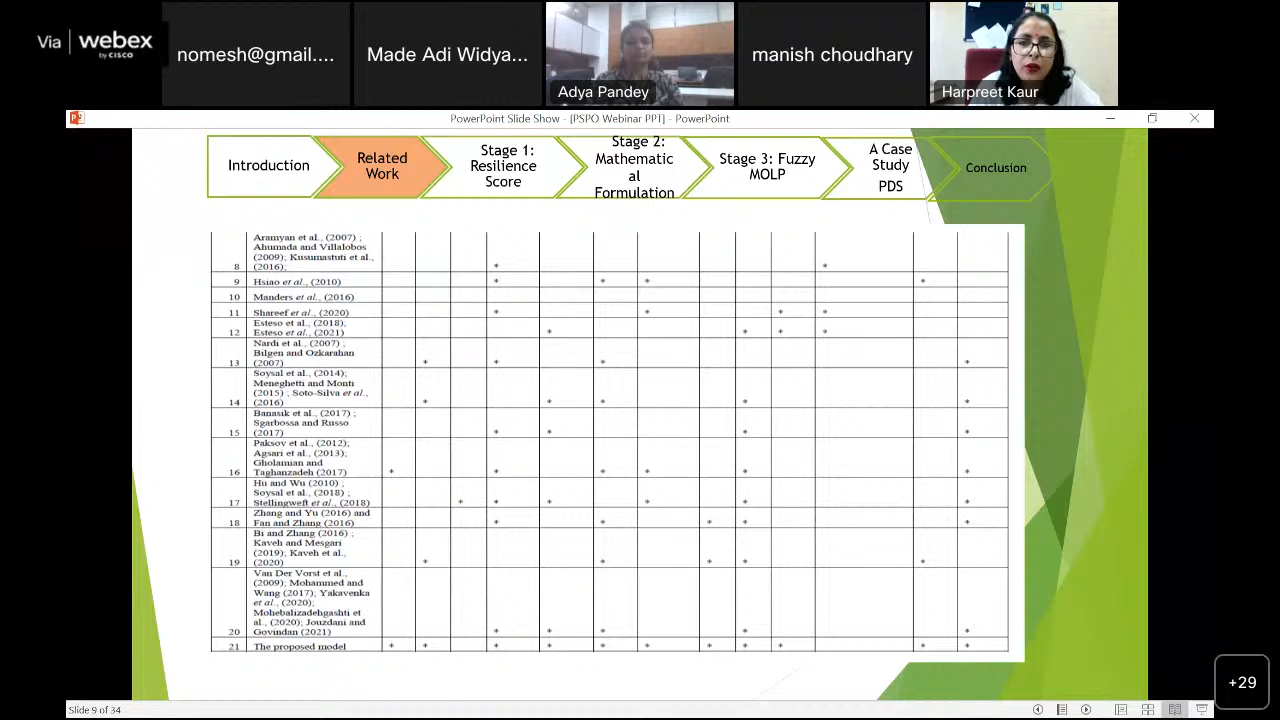 Via webex
by CISCO
nomesh@gmail....
Made Adi Widya...
Adya Pandey
manish choudhary
Harpreet Kaur
PowerPoint Slide Show - [PSPO Webinar PPT] - PowerPoint
Introduction
Related
Work
Stage 1:
Resilience
Score
Stage 2:
Mathematic
al
Formulation
Stage 3: Fuzzy
MOLP
A Case
Study
PDS
Conclusion
Aramyan et al., (2007) ;
Ahumada and Villalobos
(2009); Kusumastuti et al.,
8 (2016); * *
9 Hsiao et al., (2010) * * * *
10 Manders et al., (2016)
11 Shareef et al., (2020) * * * *
Esteso et al., (2018);
12 Esteso et al., (2021) * * * *
Nardi et al., (2007) ;
Bilgen and Ozkarahan
13 (2007) * * * *
Soysal et al., (2014);
Meneghetti and Monti
(2015) ; Soto-Silva et al.,
14 (2016) * * * * *
Banasik et al., (2017) ;
Sgarbossa and Russo
15 (2017) * * * *
Paksov et al., (2012);
Agsari et al., (2013);
Gholamian and
16 Taghanzadeh (2017) * * * * * *
Hu and Wu (2010) ;
Soysal et al., (2018) ;
17 Stellingweft et al., (2018) * * * * * *
Zhang and Yu (2016) and
18 Fan and Zhang (2016) * * * * *
Bi and Zhang (2016) ;
Kaveh and Mesgari
(2019); Kaveh et al.,
19 (2020) * * * * *
Van Der Vorst et al.,
(2009); Mohammed and
Wang (2017); Yakavenka
et al., (2020);
Mohebalizadehgashti et
al., (2020); Jouzdani and
20 Govindan (2021) * * * * *
21 The proposed model * * * * * * * * * * *
+29
Slide 9 of 34